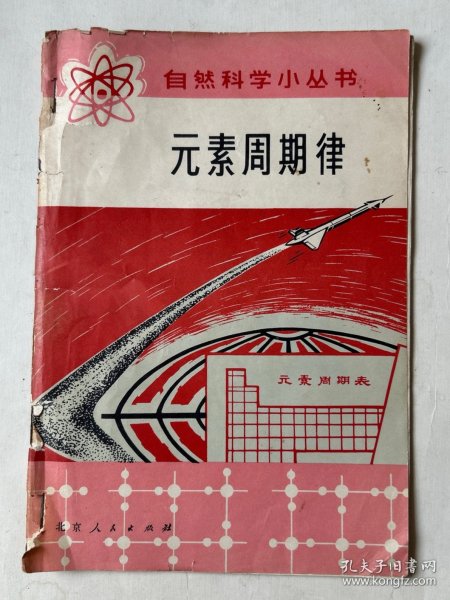 自然科学小丛书
元素周期律
元素周期表
北京人民出版社
孔夫子旧书网
www.kongfz.com